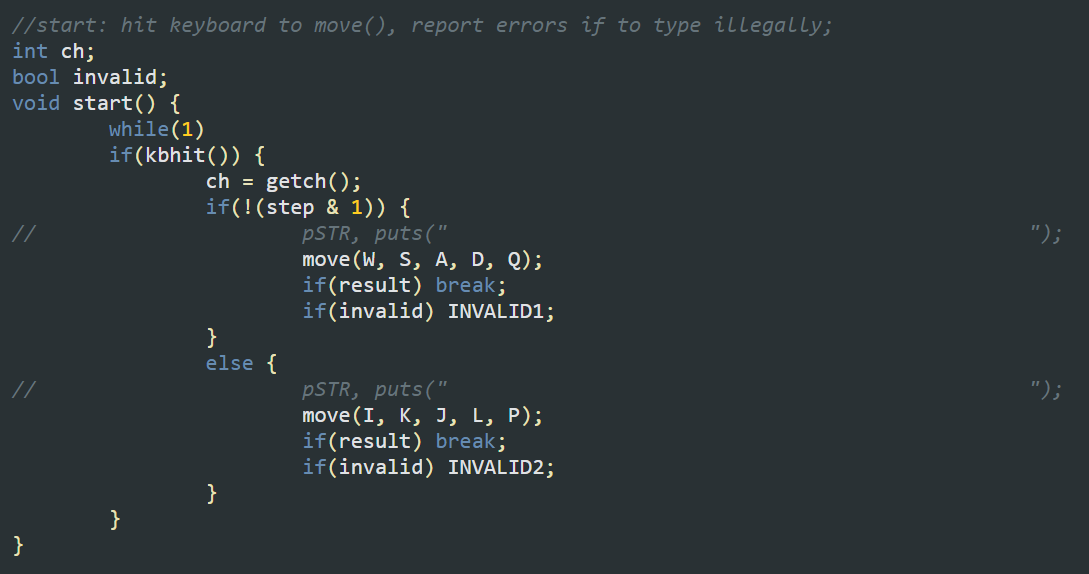 //start: hit keyboard to move(), report errors if to type illegally;
int ch;
bool invalid;
void start() {
        while(1)
        if(kbhit()) {
                ch = getch();
                if(!(step & 1)) {
//                      pSTR, puts("                                                ");
                        move(W, S, A, D, Q);
                        if(result) break;
                        if(invalid) INVALID1;
                }
                else {
//                      pSTR, puts("                                                ");
                        move(I, K, J, L, P);
                        if(result) break;
                        if(invalid) INVALID2;
                }
        }
}